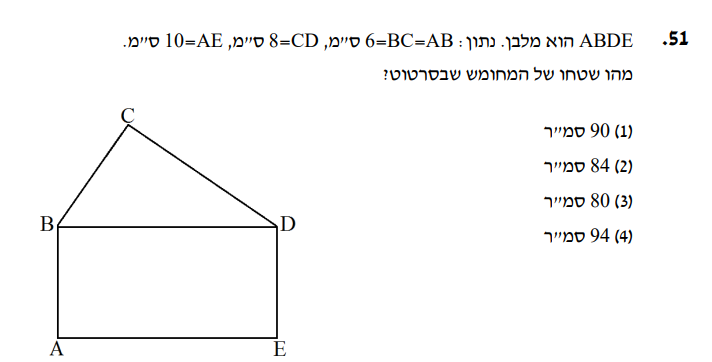 51. ABDE הוא מלבן. נתון: 6=BC=AB ס״מ, 8=CD ס״מ, 10=AE ס״מ.
מהו שטחו של המחומש שבסרטוט?
(1) 90 סמ״ר
(2) 84 סמ״ר
(3) 80 סמ״ר
(4) 94 סמ״ר
C
B
D
A
E